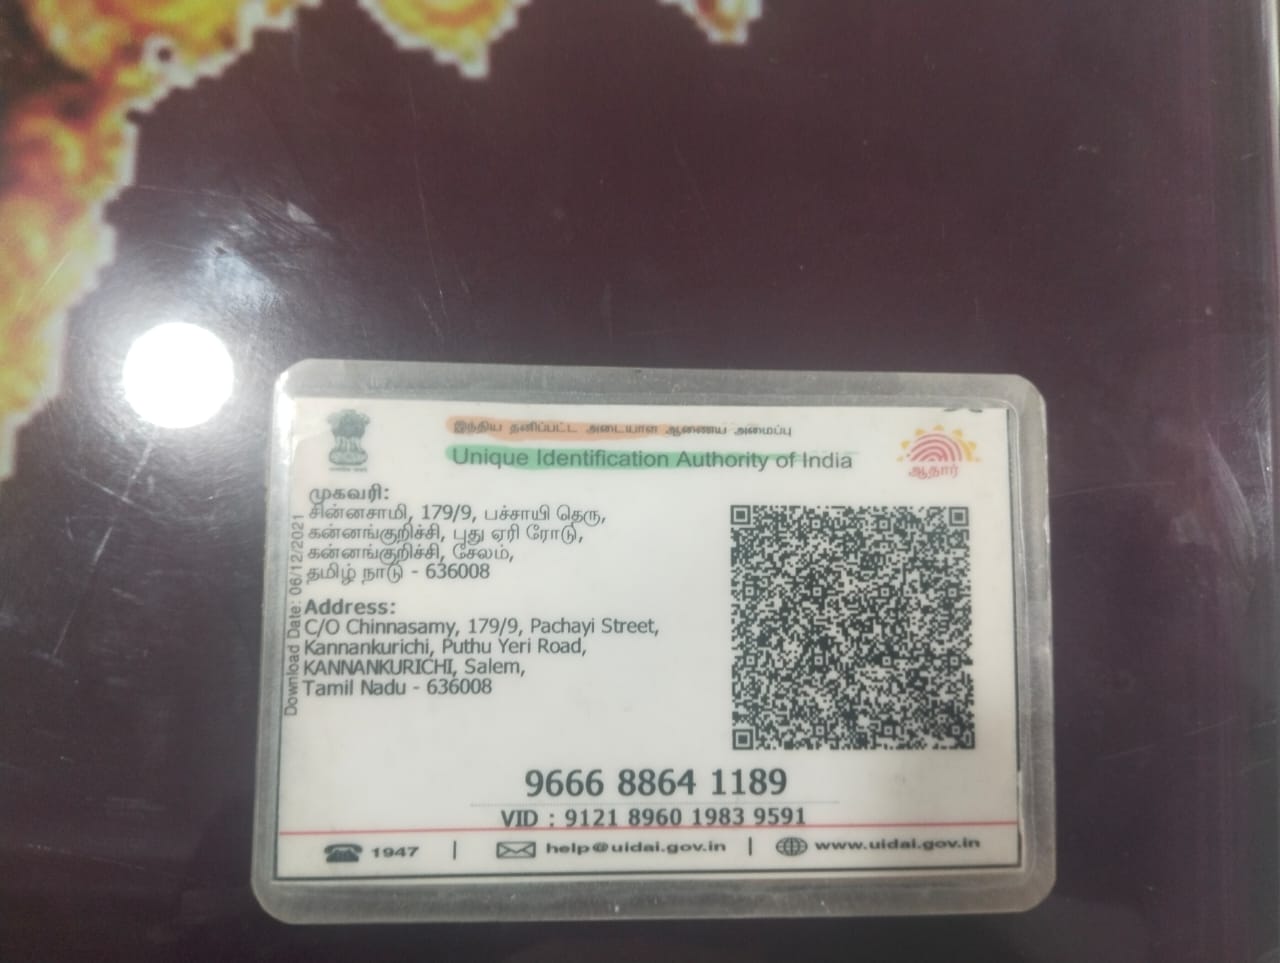 இந்திய தனிப்பட்ட அடையாள ஆணைய அமைப்பு
Unique Identification Authority of India
ஆதார்
முகவரி:
சின்னசாமி, 179/9, பச்சாயி தெரு,
கன்னங்குறிச்சி, புது ஏரி ரோடு,
கன்னங்குறிச்சி, சேலம்,
தமிழ் நாடு - 636008
Address:
C/O Chinnasamy, 179/9, Pachayi Street,
Kannankurichi, Puthu Yeri Road,
KANNANKURICHI, Salem,
Tamil Nadu - 636008
Download Date: 06/12/2021
9666 8864 1189
VID : 9121 8960 1983 9591
1947 | help@uidai.gov.in | www.uidai.gov.in